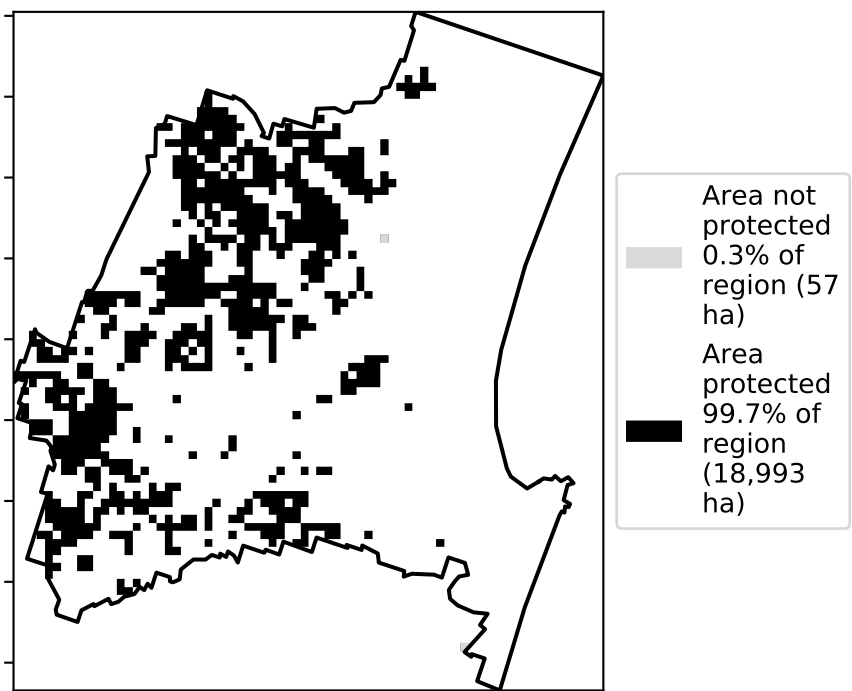 Area not
protected
0.3% of
region (57
ha)
Area
protected
99.7% of
region
(18,993
ha)